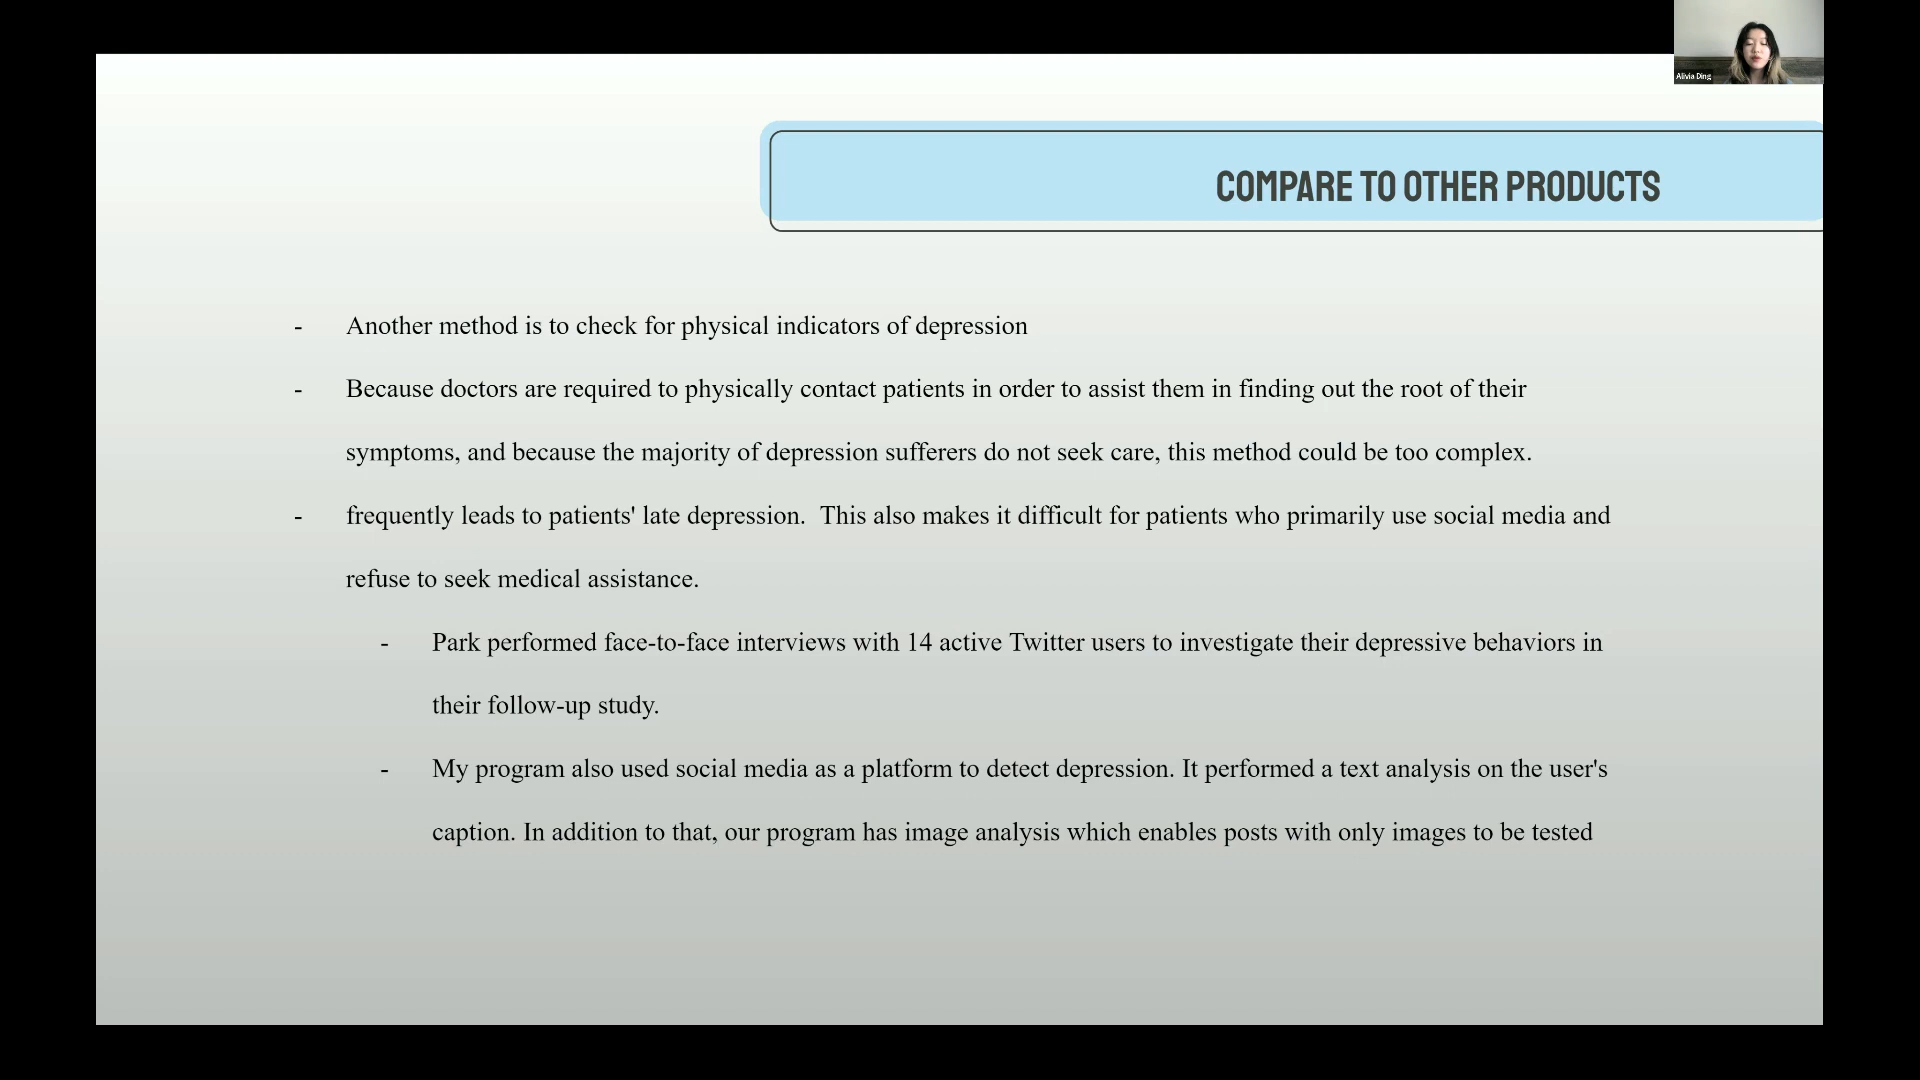 Alivia Ding
COMPARE TO OTHER PRODUCTS
- Another method is to check for physical indicators of depression
- Because doctors are required to physically contact patients in order to assist them in finding out the root of their
symptoms, and because the majority of depression sufferers do not seek care, this method could be too complex.
- frequently leads to patients' late depression.  This also makes it difficult for patients who primarily use social media and
refuse to seek medical assistance.
- Park performed face-to-face interviews with 14 active Twitter users to investigate their depressive behaviors in
their follow-up study.
- My program also used social media as a platform to detect depression. It performed a text analysis on the user's
caption. In addition to that, our program has image analysis which enables posts with only images to be tested